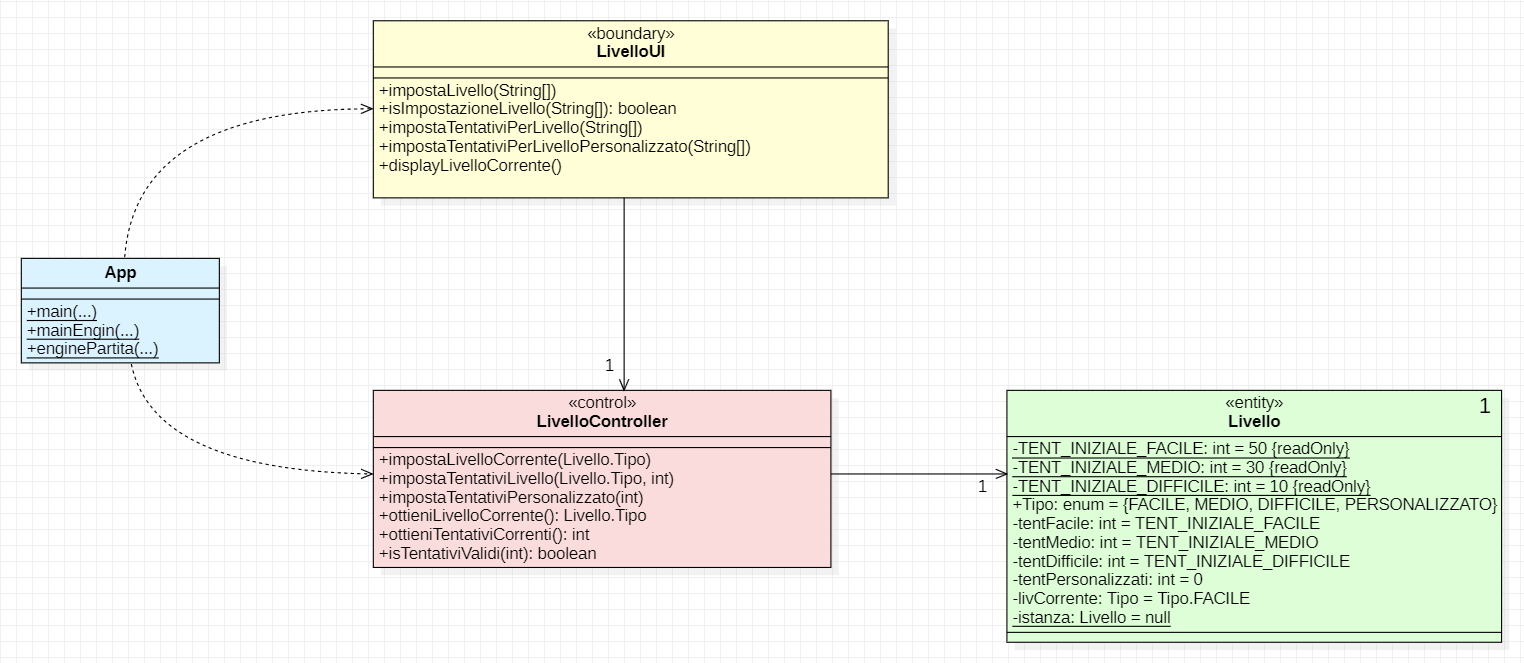 «boundary»
LivelloUI
+impostaLivello(String[])
+isImpostazioneLivello(String[]): boolean
+impostaTentativiPerLivello(String[])
+impostaTentativiPerLivelloPersonalizzato(String[])
+displayLivelloCorrente()
App
+main(...)
+mainEngin(...)
+enginePartita(...)
1
«control»
LivelloController
+impostaLivelloCorrente(Livello.Tipo)
+impostaTentativiLivello(Livello.Tipo, int)
+impostaTentativiPersonalizzato(int)
+ottieniLivelloCorrente(): Livello.Tipo
+ottieniTentativiCorrenti(): int
+isTentativiValidi(int): boolean
1
«entity»
1
Livello
-TENT_INIZIALE_FACILE: int = 50 {readOnly}
-TENT_INIZIALE_MEDIO: int = 30 {readOnly}
-TENT_INIZIALE_DIFFICILE: int = 10 {readOnly}
+Tipo: enum = {FACILE, MEDIO, DIFFICILE, PERSONALIZZATO}
-tentFacile: int = TENT_INIZIALE_FACILE
-tentMedio: int = TENT_INIZIALE_MEDIO
-tentDifficile: int = TENT_INIZIALE_DIFFICILE
-tentPersonalizzati: int = 0
-livCorrente: Tipo = Tipo.FACILE
-istanza: Livello = null